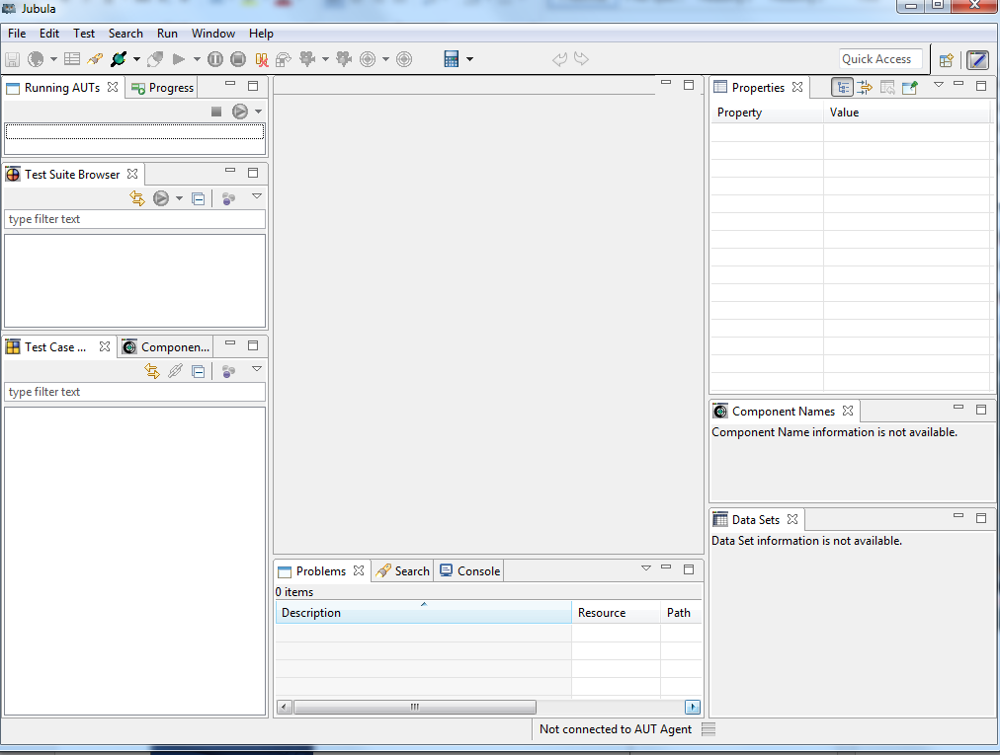 Jubula
File Edit Test Search Run Window Help
Quick Access
Running AUTs
Progress
Test Suite Browser
type filter text
Test Case ...
Componen...
type filter text
Problems
Search
Console
0 items
Description Resource Path
Properties
Property Value
Component Names
Component Name information is not available.
Data Sets
Data Set information is not available.
Not connected to AUT Agent